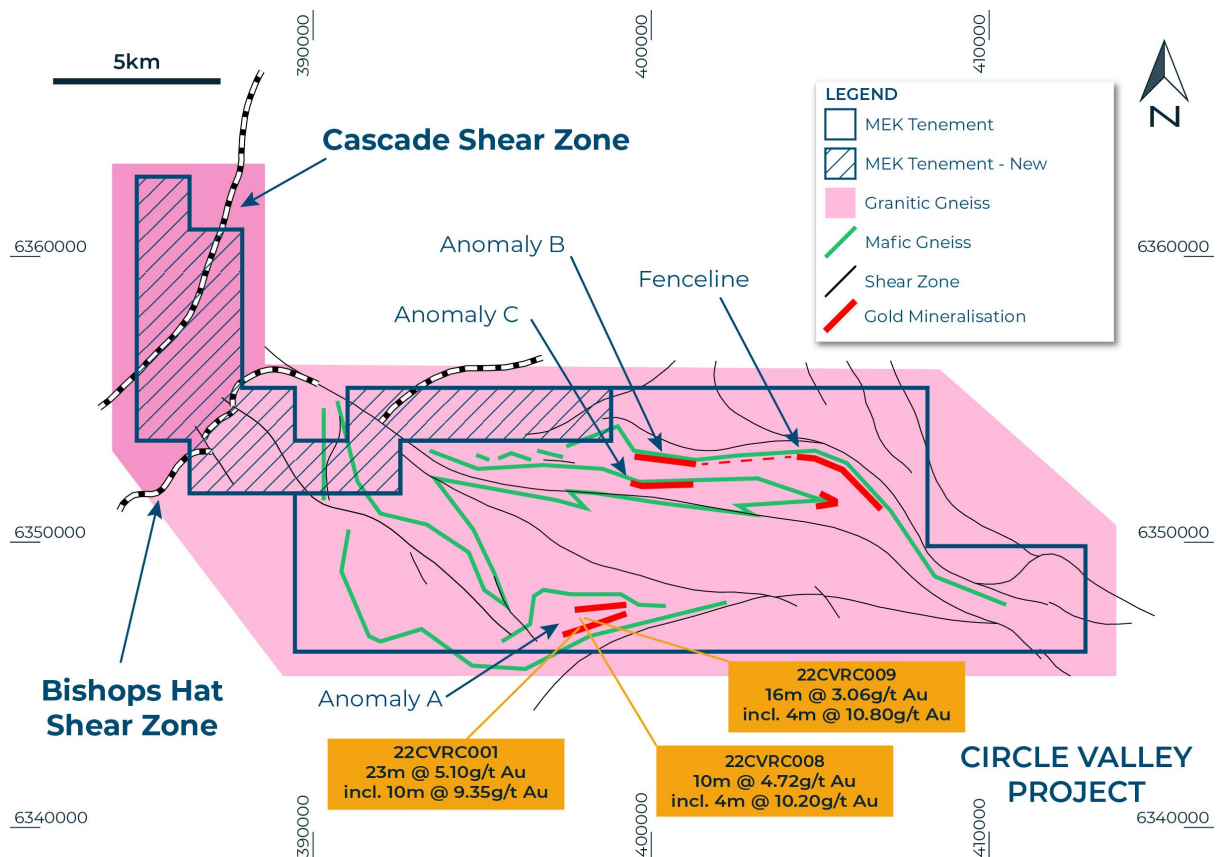 390000
400000
410000
5km
LEGEND
MEK Tenement
MEK Tenement - New
Granitic Gneiss
Mafic Gneiss
Shear Zone
Gold Mineralisation
N
Cascade Shear Zone
6360000
6360000
Anomaly B
Fenceline
Anomaly C
6350000
6350000
Bishops Hat
Shear Zone
Anomaly A
22CVRC009
16m @ 3.06g/t Au
incl. 4m @ 10.80g/t Au
22CVRC001
23m @ 5.10g/t Au
incl. 10m @ 9.35g/t Au
22CVRC008
10m @ 4.72g/t Au
incl. 4m @ 10.20g/t Au
CIRCLE VALLEY
PROJECT
6340000
6340000
390000
400000
410000